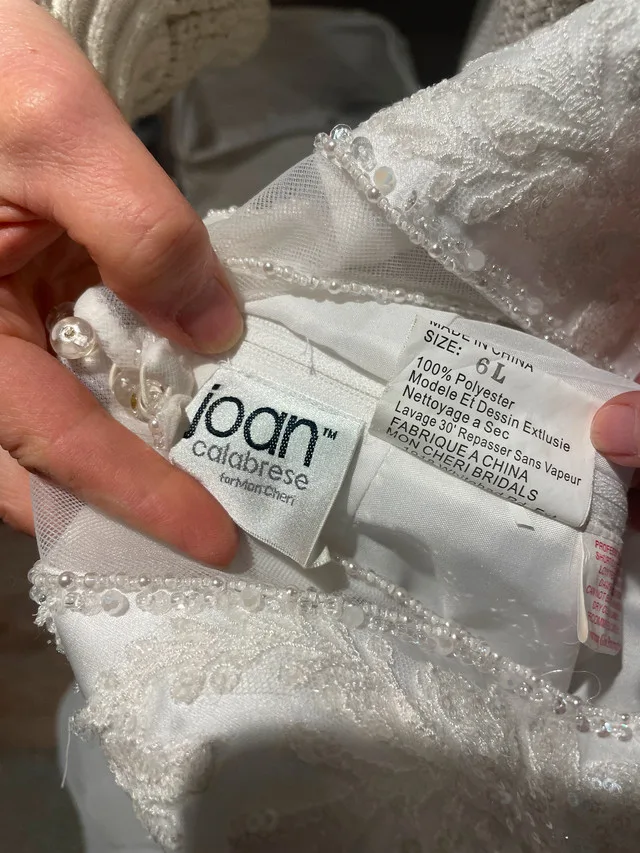 joan™
calabrese
for Mon Cheri
MADE IN CHINA
SIZE: 6L
100% Polyester
Modele Et Dessin Extlusie
Nettoyage a Sec
Lavage 30' Repasser Sans Vapeur
FABRIQUE A CHINA
MON CHERI BRIDALS